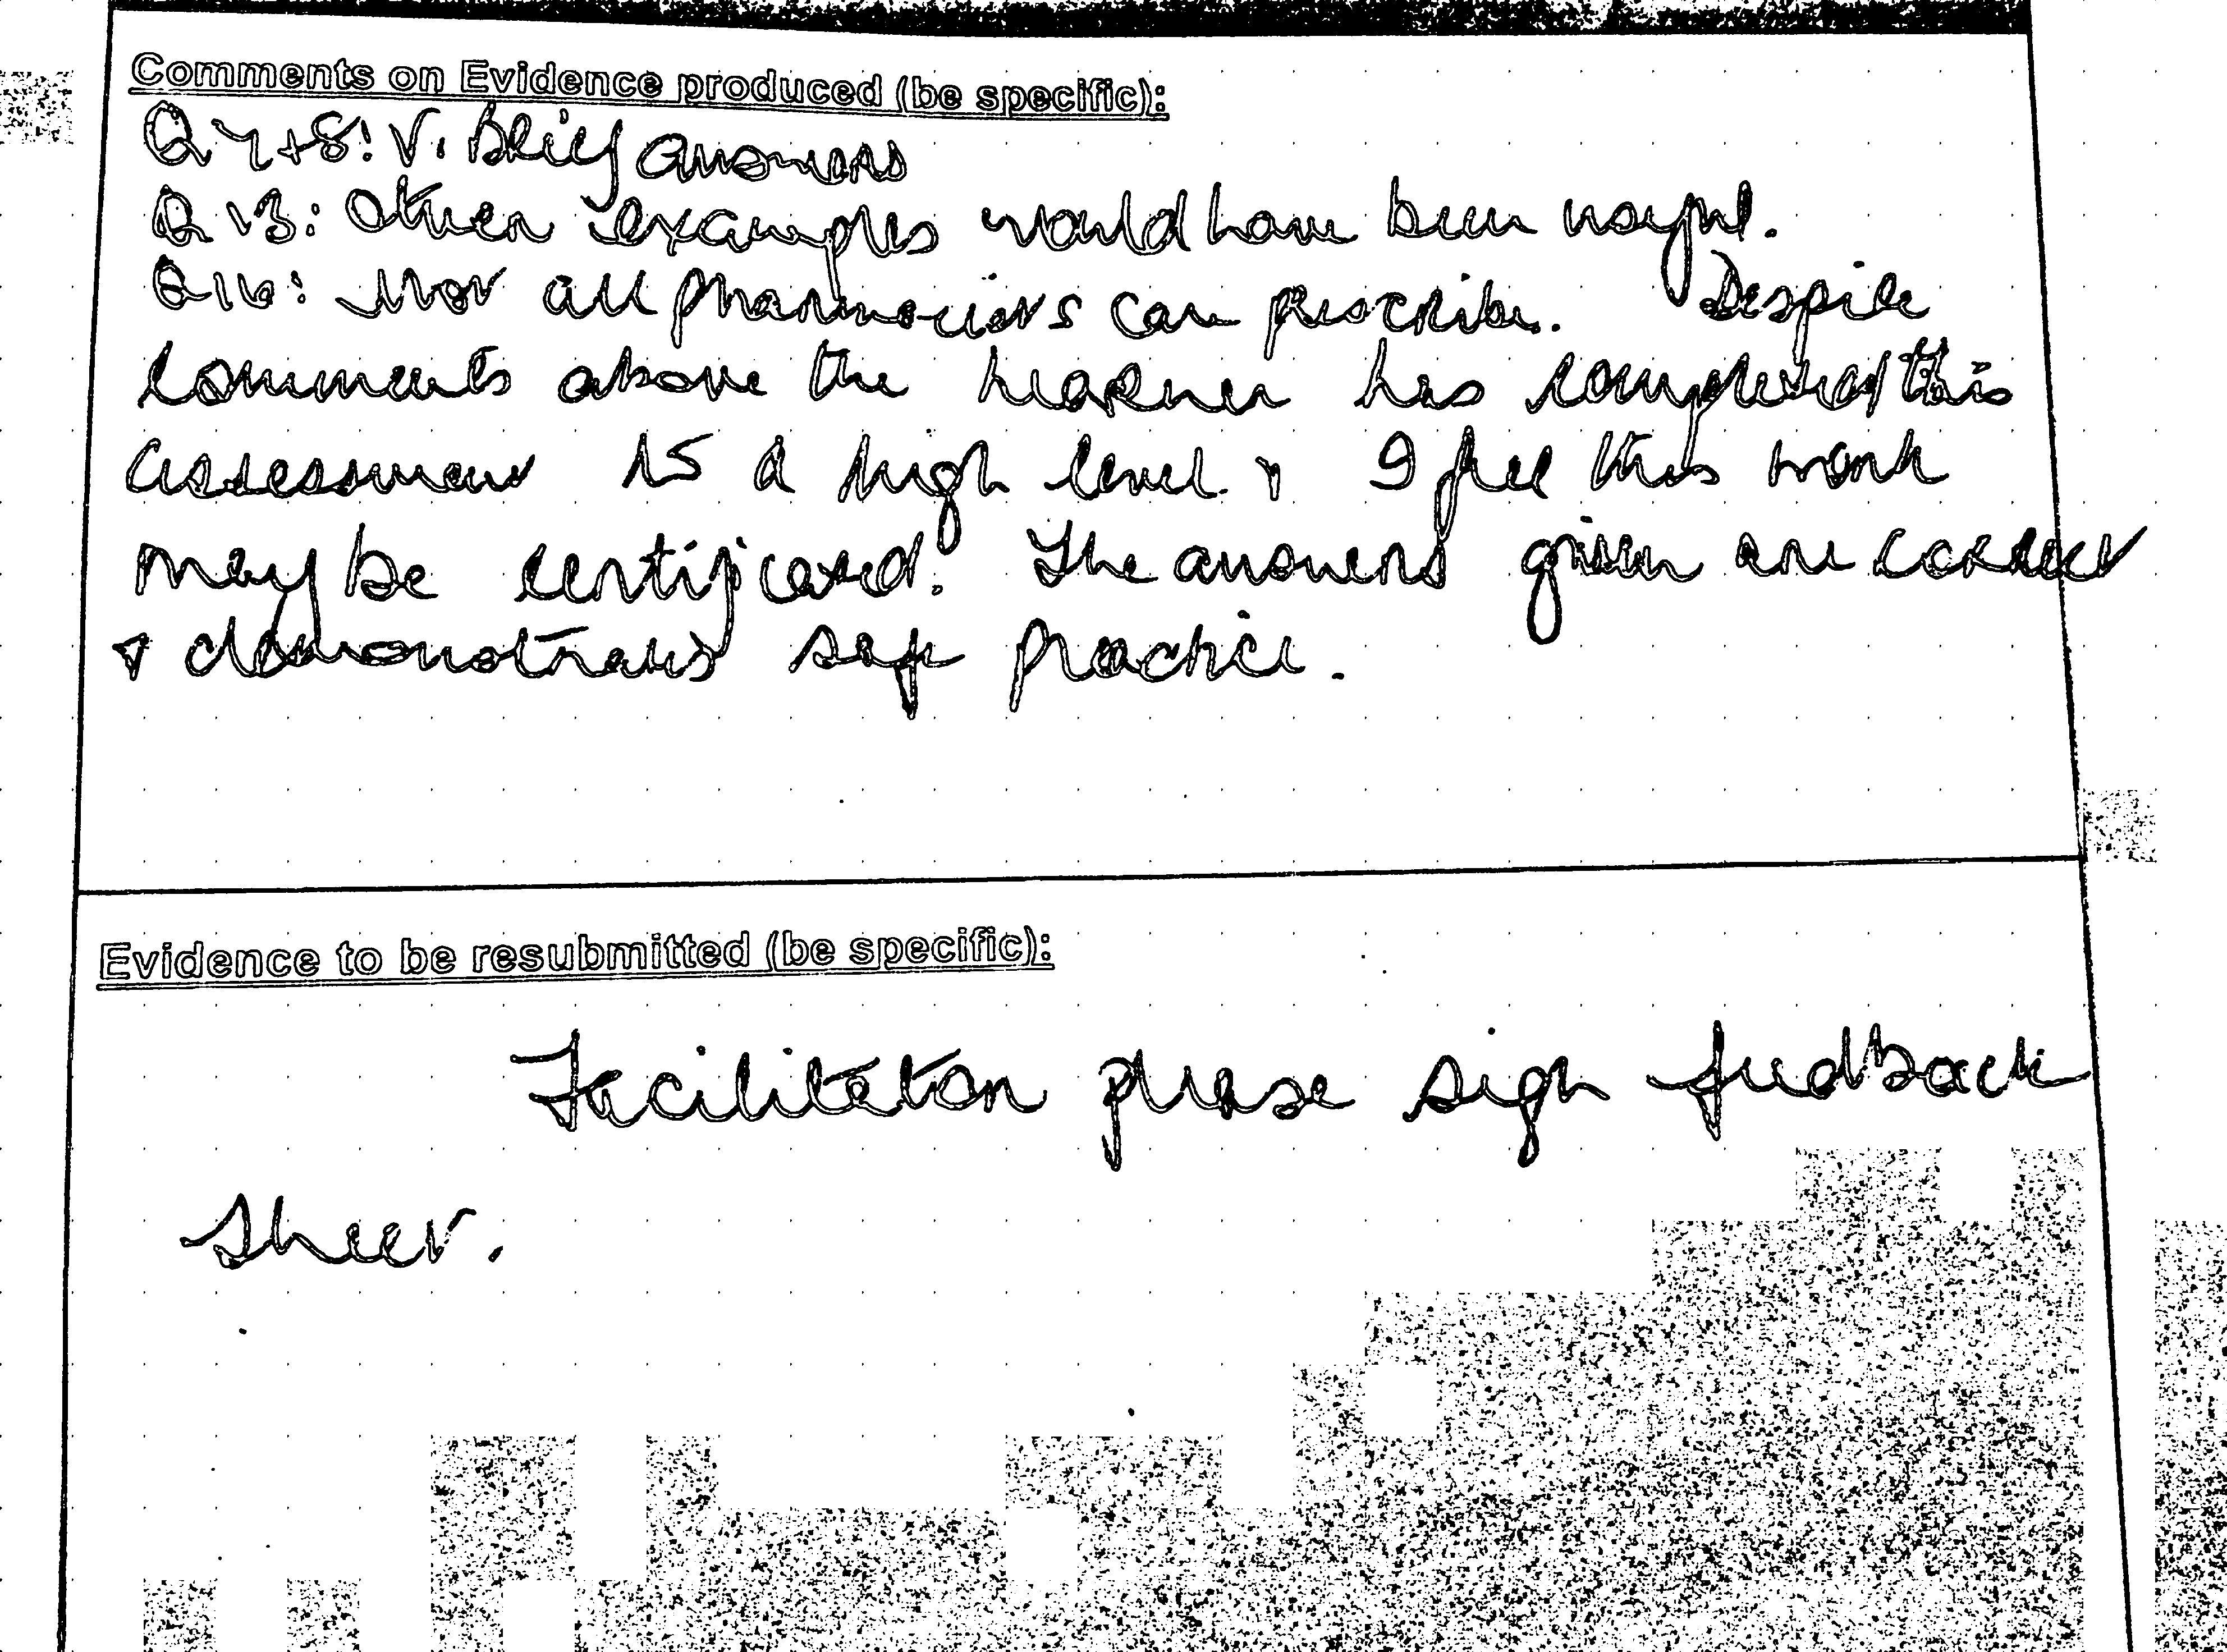 Comments on Evidence produced (be specific):
Q 7+8: V. Brief answers
Q 13: Other examples would have been helpful.
Q16: Not all pharmacists can prescribe. Despite
comments above the learner has completed this
assessment to a high level & I feel this work
may be certificated. The answers given are correct
& demonstrates safe practice.
Evidence to be resubmitted (be specific):
Facilitator please sign feedback
sheet.